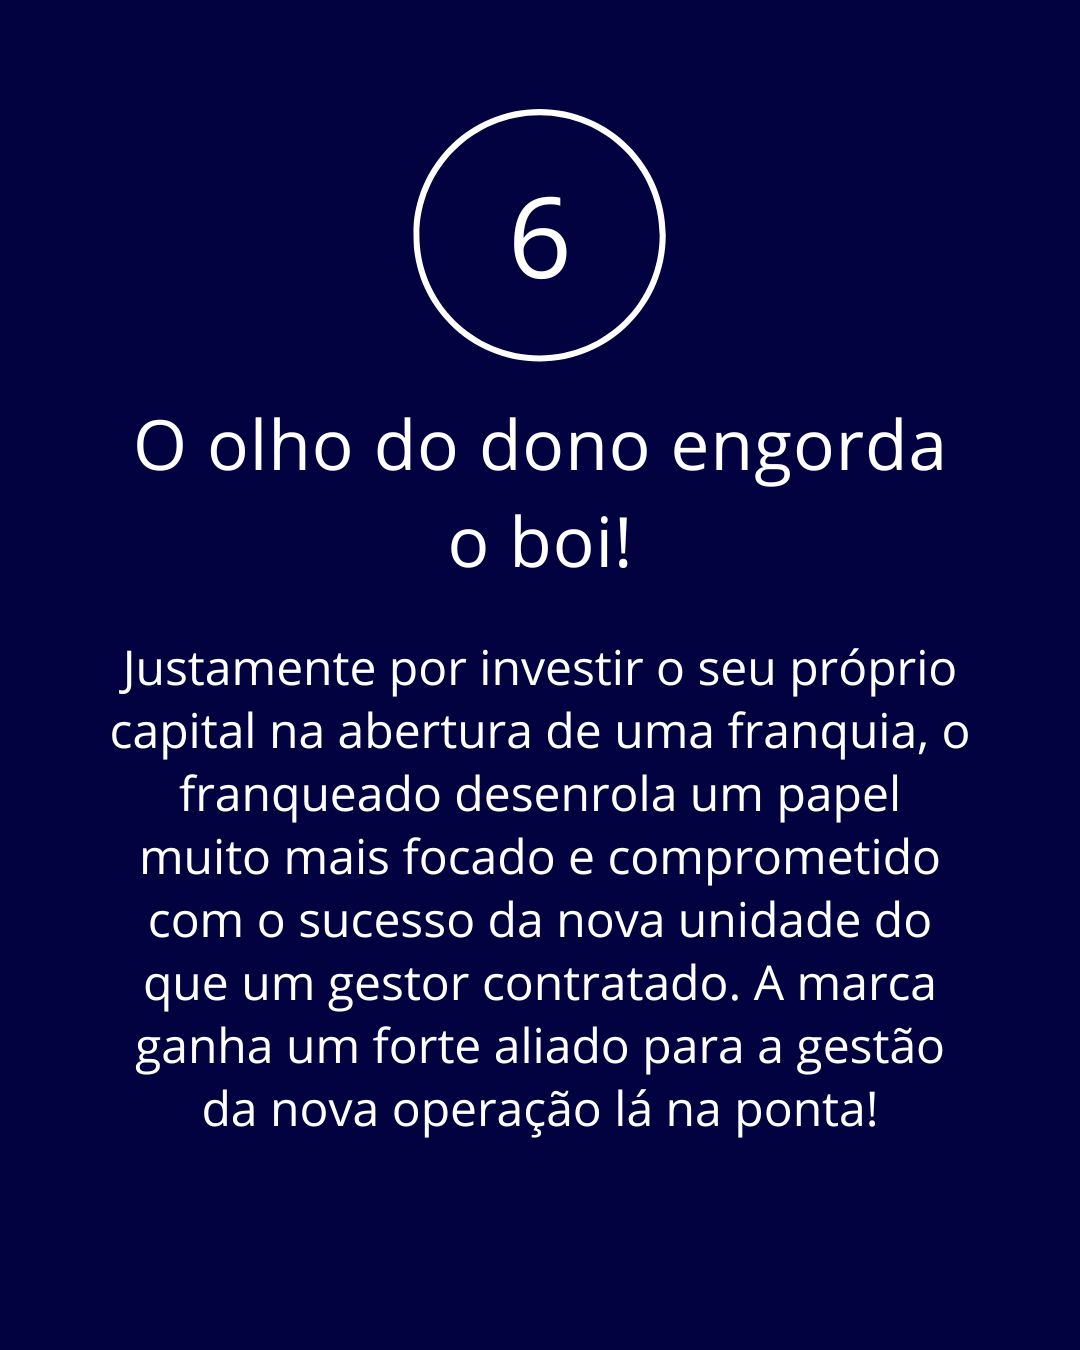 6
O olho do dono engorda
o boi!
Justamente por investir o seu próprio
capital na abertura de uma franquia, o
franqueado desenrola um papel
muito mais focado e comprometido
com o sucesso da nova unidade do
que um gestor contratado. A marca
ganha um forte aliado para a gestão
da nova operação lá na ponta!